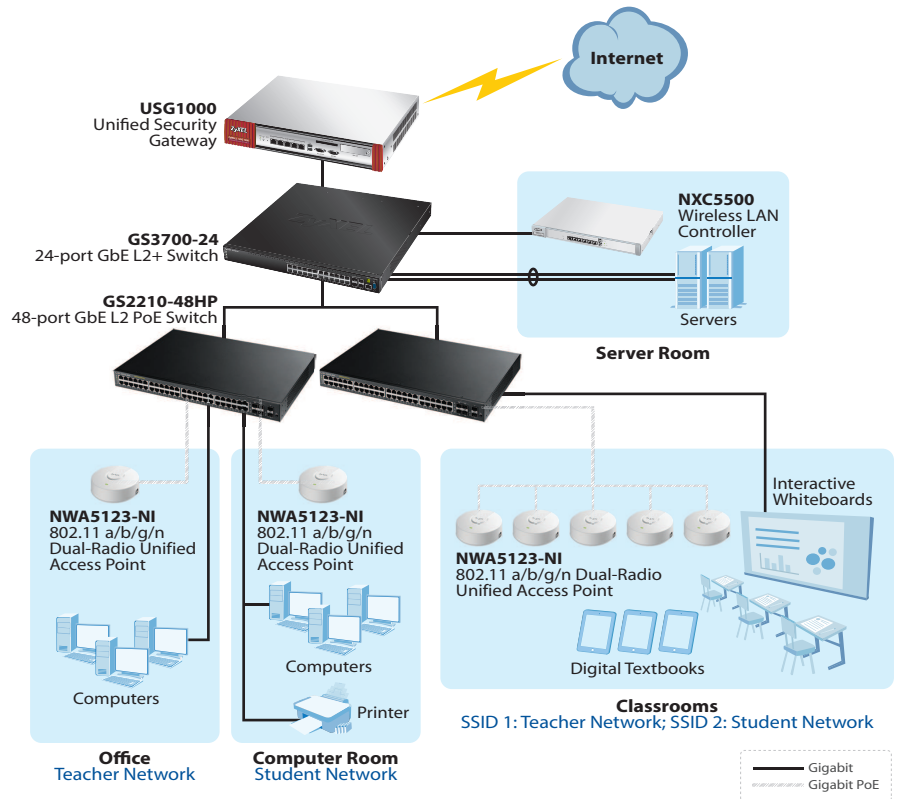 Internet
USG1000
Unified Security
Gateway
ZyXEL
NXC5500
Wireless LAN
Controller
GS3700-24
24-port GbE L2+ Switch
Servers
GS2210-48HP
48-port GbE L2 PoE Switch
Server Room
NWA5123-NI
802.11 a/b/g/n
Dual-Radio Unified
Access Point
Computers
Office
Teacher Network
NWA5123-NI
802.11 a/b/g/n
Dual-Radio Unified
Access Point
Computers
Printer
Computer Room
Student Network
Interactive
Whiteboards
NWA5123-NI
802.11 a/b/g/n Dual-Radio
Unified Access Point
Digital Textbooks
Classrooms
SSID 1: Teacher Network; SSID 2: Student Network
Gigabit
Gigabit PoE